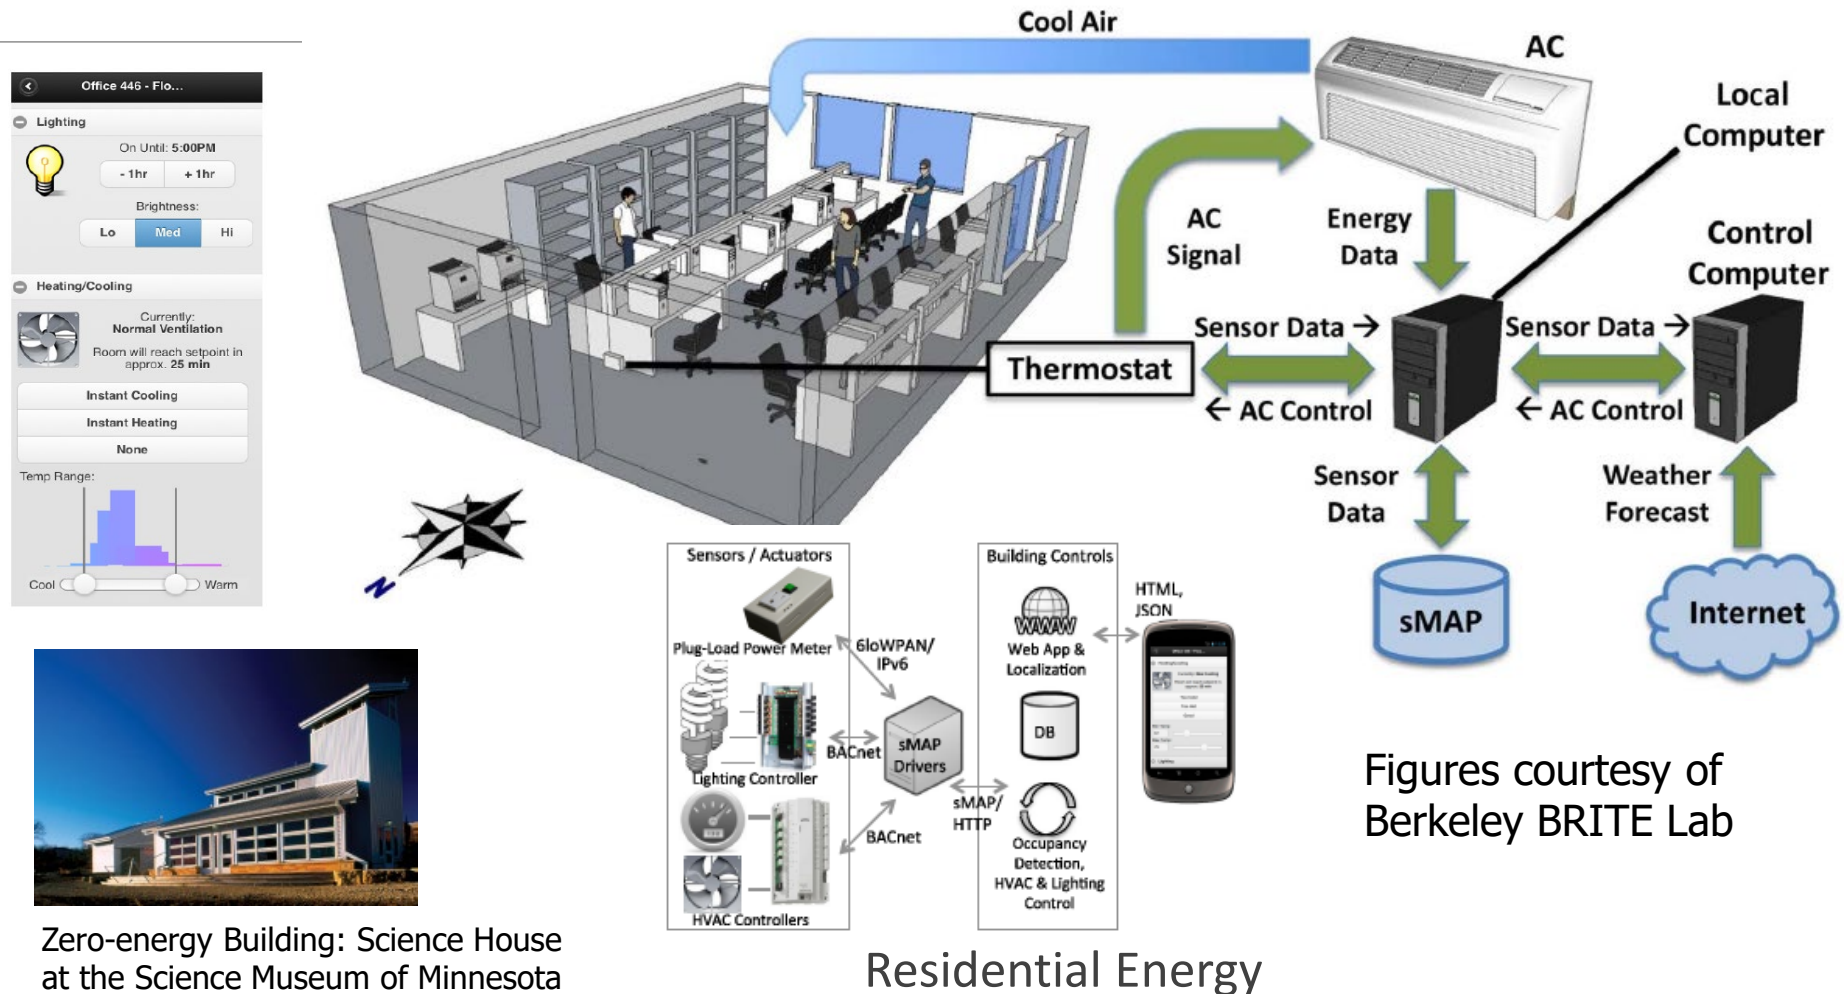 Office 446 - Flo...
Lighting
On Until: 5:00PM
- 1hr
+ 1hr
Brightness:
Lo
Med
Hi
Heating/Cooling
Currently:
Normal Ventilation
Room will reach setpoint in
approx. 25 min
Instant Cooling
Instant Heating
None
Temp Range:
Cool
Warm
Cool Air
AC
Local
Computer
AC
Signal
Energy
Data
Control
Computer
Sensor Data →
Sensor Data →
Thermostat
← AC Control
← AC Control
Sensor
Data
Weather
Forecast
sMAP
Internet
N
Sensors / Actuators
Plug-Load Power Meter
6loWPAN/
IPv6
Lighting Controller
BACnet
sMAP
Drivers
BACnet
HVAC Controllers
sMAP/
HTTP
Building Controls
WWW
Web App &
Localization
DB
Occupancy
Detection,
HVAC & Lighting
Control
HTML,
JSON
Figures courtesy of
Berkeley BRITE Lab
Zero-energy Building: Science House
at the Science Museum of Minnesota
Residential Energy